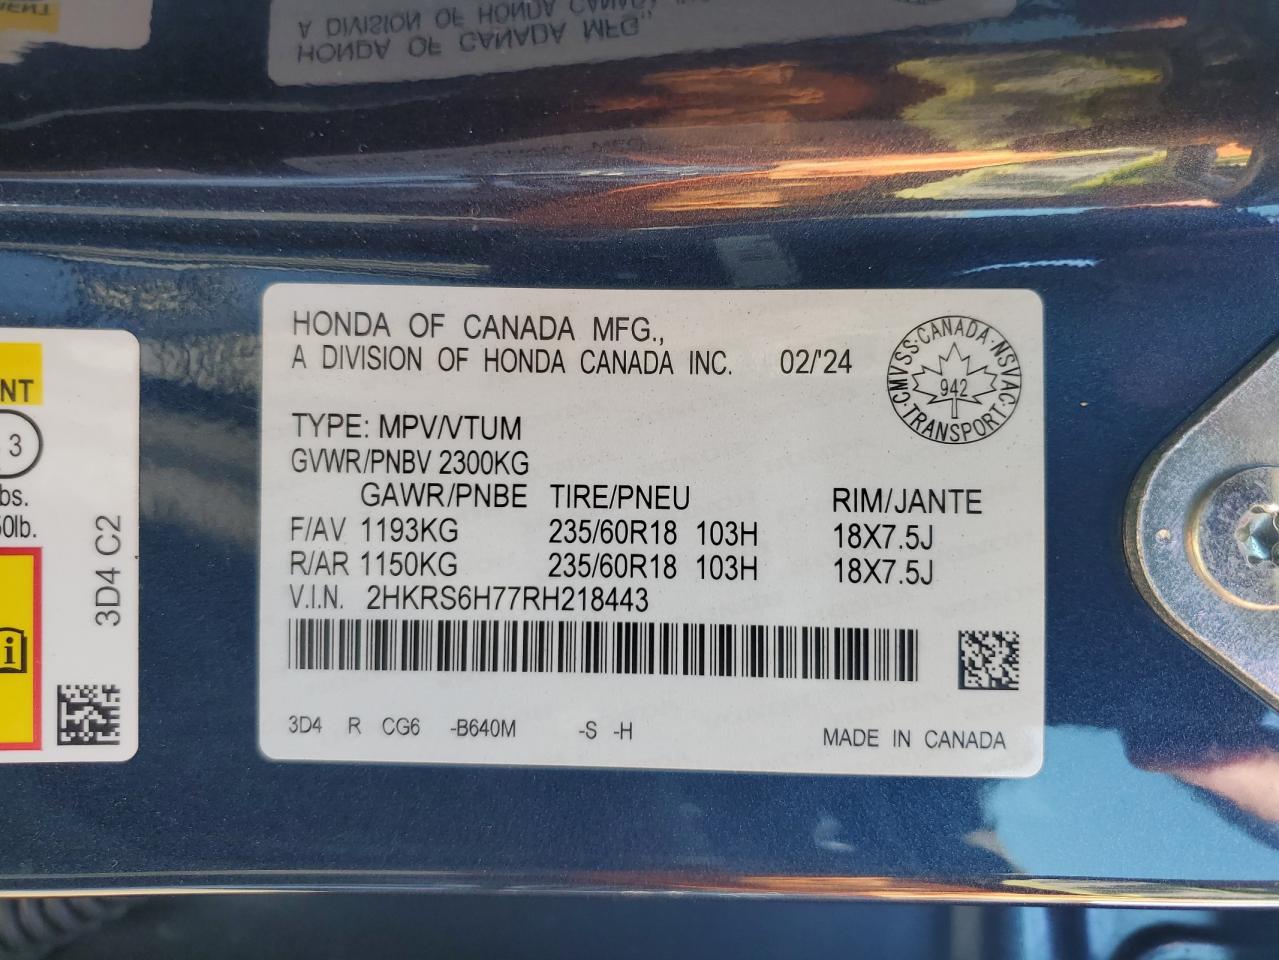 HONDA OF CANADA MFG.,
A DIVISION OF HONDA CANADA INC. 02/'24
CMVSS·CANADA·NSVAC·TRANSPORT·
942
TYPE: MPV/VTUM
GVWR/PNBV 2300KG
GAWR/PNBE TIRE/PNEU RIM/JANTE
F/AV 1193KG 235/60R18 103H 18X7.5J
R/AR 1150KG 235/60R18 103H 18X7.5J
V.I.N. 2HKRS6H77RH218443
3D4 R CG6 -B640M -S -H
MADE IN CANADA
NT
3
bs.
50lb.
3D4 C2
i
A DIVISION OF HONDA CANADA
HONDA OF CANADA MFG.,